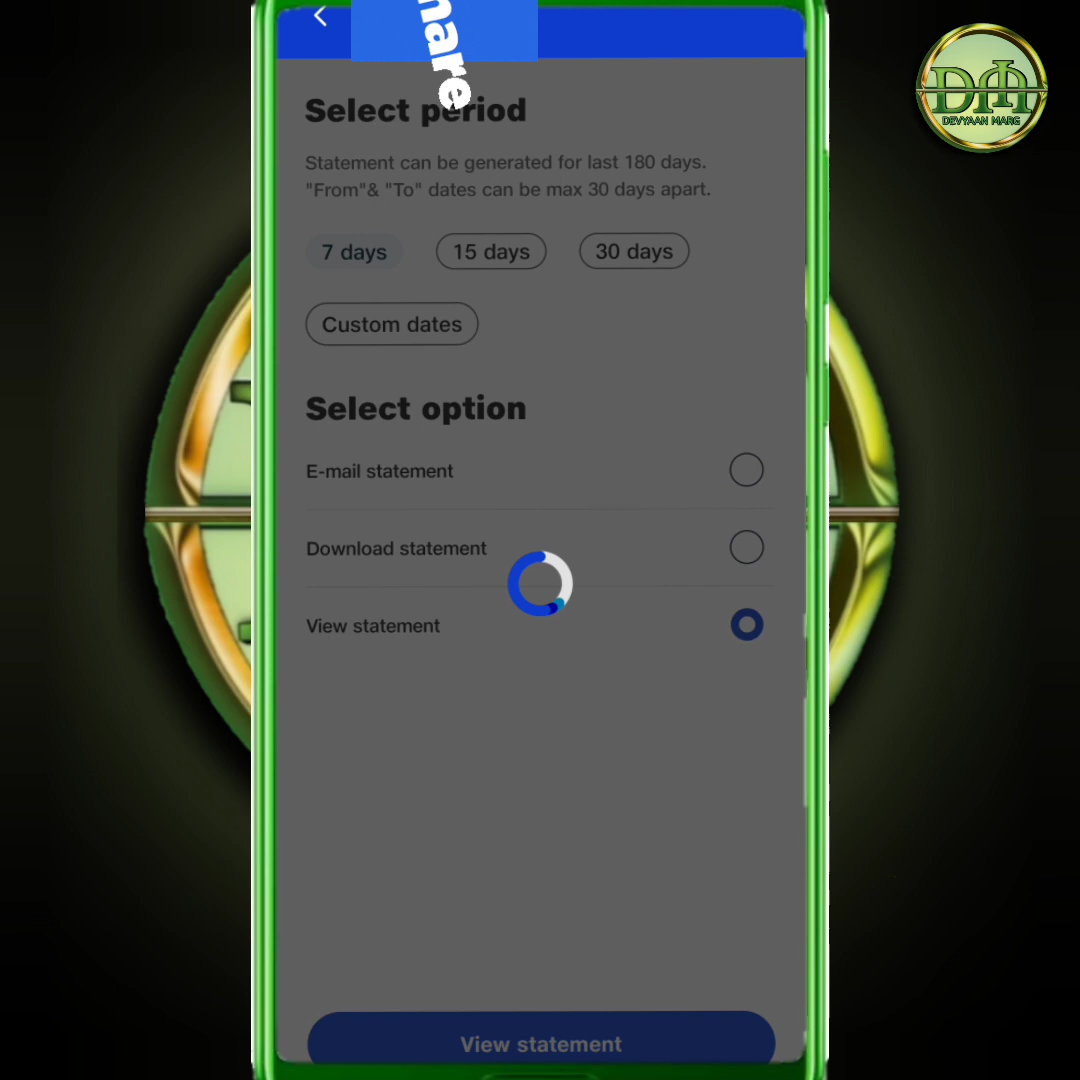 Select period
Statement can be generated for last 180 days.
"From"& "To" dates can be max 30 days apart.
7 days
15 days
30 days
Custom dates
Select option
E-mail statement
Download statement
View statement
View statement
DEVYAAN MARG